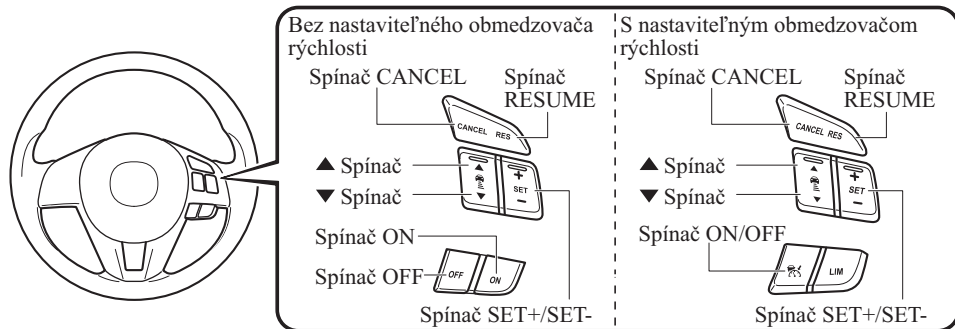 Bez nastaviteľného obmedzovača
rýchlosti
Spínač CANCEL
Spínač
RESUME
CANCEL RES
▲ Spínač
▼ Spínač
+
SET
−
Spínač ON
Spínač OFF
OFF
ON
Spínač SET+/SET-
S nastaviteľným obmedzovačom
rýchlosti
Spínač CANCEL
Spínač
RESUME
CANCEL RES
▲ Spínač
▼ Spínač
+
SET
−
Spínač ON/OFF
LIM
Spínač SET+/SET-